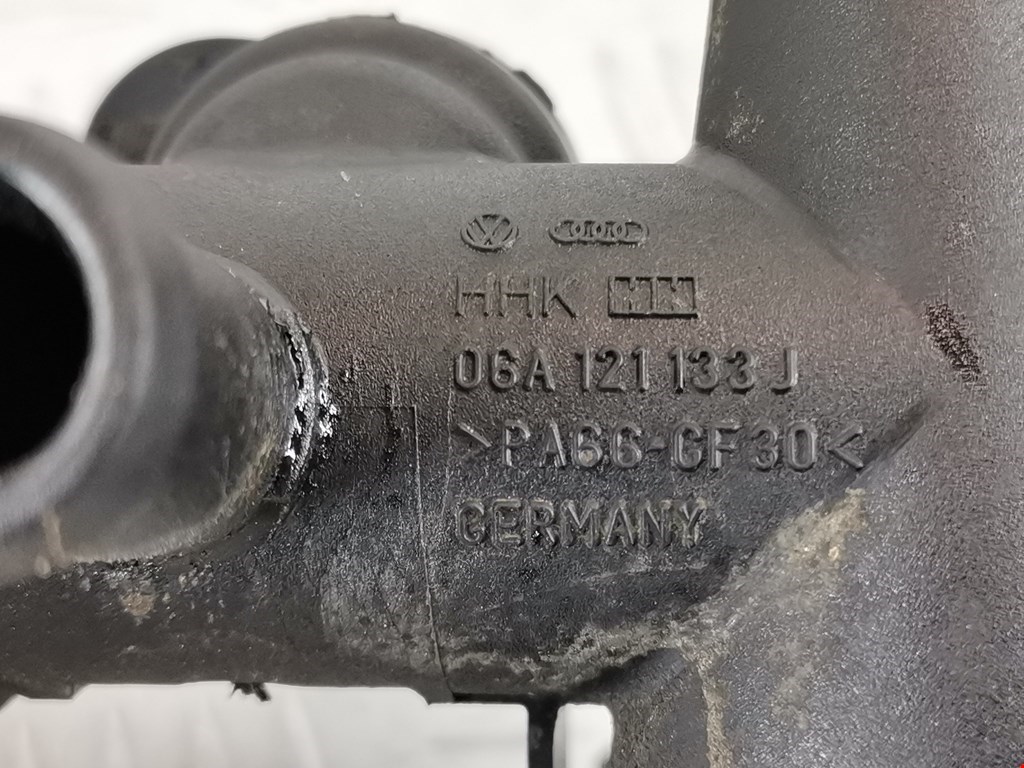 HHK
06A 121 133 J
>PA66-GF30<
GERMANY